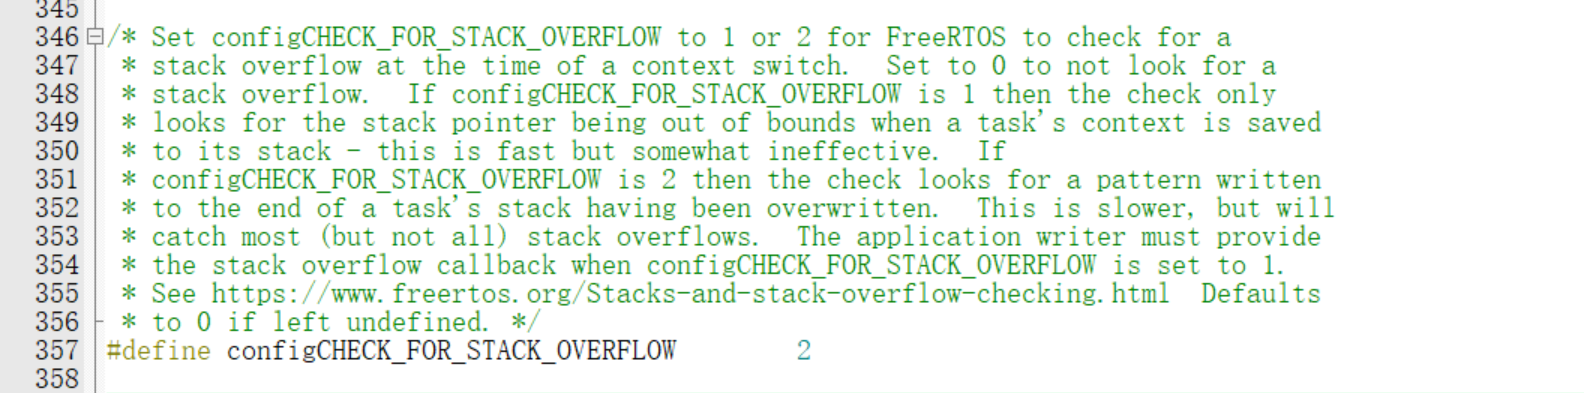 345
346 /* Set configCHECK_FOR_STACK_OVERFLOW to 1 or 2 for FreeRTOS to check for a
347 * stack overflow at the time of a context switch.  Set to 0 to not look for a
348 * stack overflow.  If configCHECK_FOR_STACK_OVERFLOW is 1 then the check only
349 * looks for the stack pointer being out of bounds when a task's context is saved
350 * to its stack - this is fast but somewhat ineffective.  If
351 * configCHECK_FOR_STACK_OVERFLOW is 2 then the check looks for a pattern written
352 * to the end of a task's stack having been overwritten.  This is slower, but will
353 * catch most (but not all) stack overflows.  The application writer must provide
354 * the stack overflow callback when configCHECK_FOR_STACK_OVERFLOW is set to 1.
355 * See https://www.freertos.org/Stacks-and-stack-overflow-checking.html  Defaults
356 * to 0 if left undefined. */
357 #define configCHECK_FOR_STACK_OVERFLOW        2
358